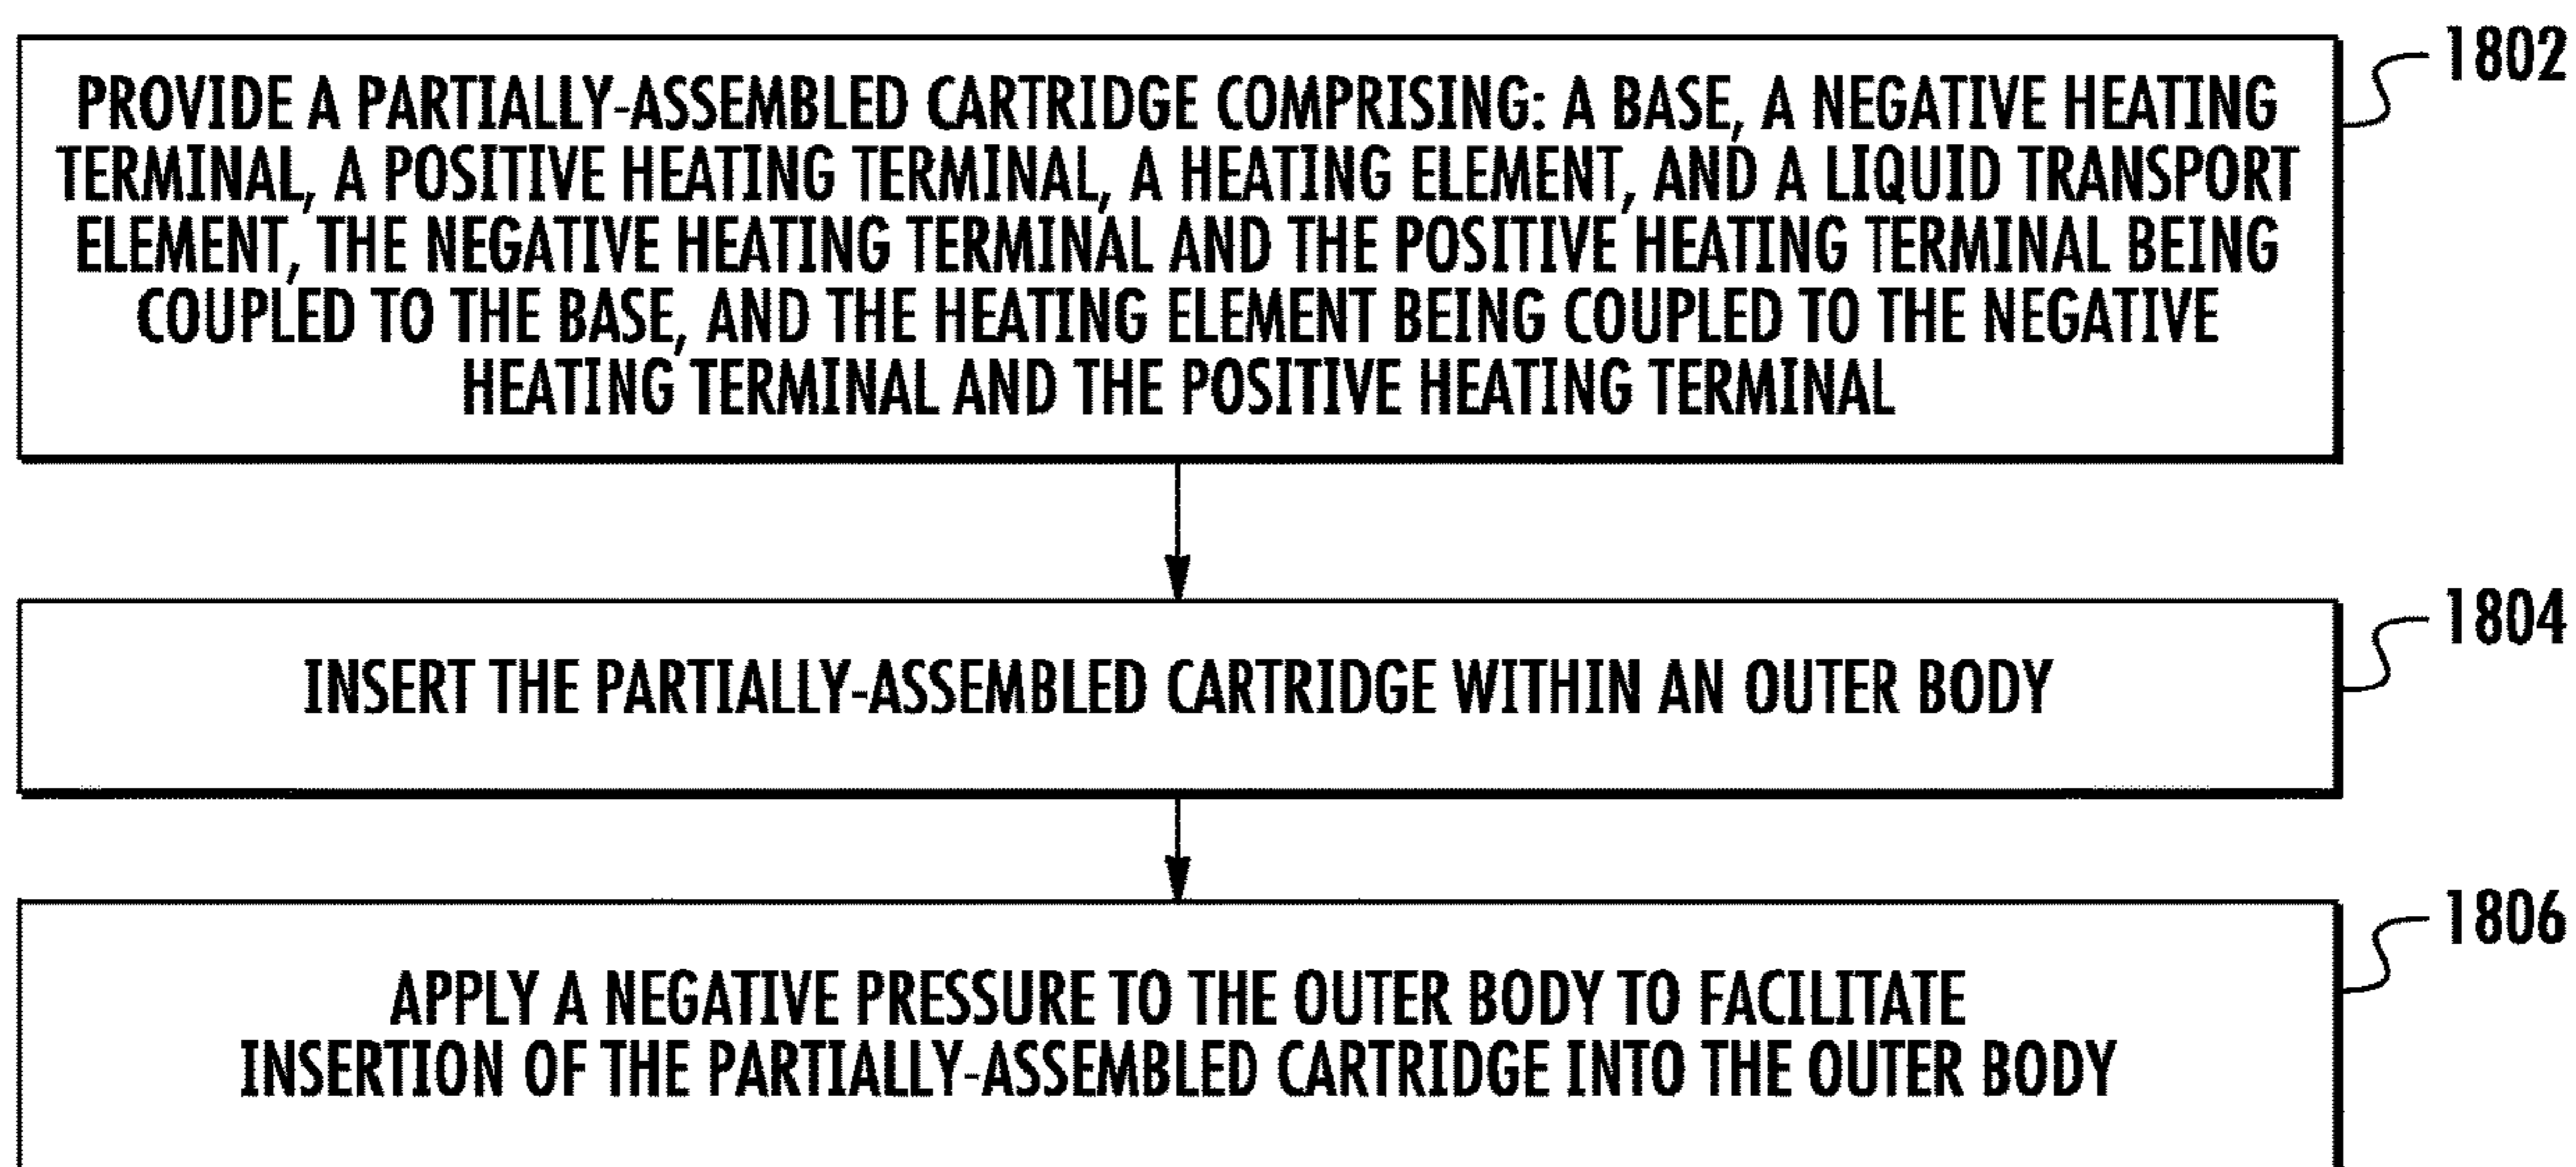 1802
PROVIDE A PARTIALLY-ASSEMBLED CARTRIDGE COMPRISING: A BASE, A NEGATIVE HEATING
TERMINAL, A POSITIVE HEATING TERMINAL, A HEATING ELEMENT, AND A LIQUID TRANSPORT
ELEMENT, THE NEGATIVE HEATING TERMINAL AND THE POSITIVE HEATING TERMINAL BEING
COUPLED TO THE BASE, AND THE HEATING ELEMENT BEING COUPLED TO THE NEGATIVE
HEATING TERMINAL AND THE POSITIVE HEATING TERMINAL
1804
INSERT THE PARTIALLY-ASSEMBLED CARTRIDGE WITHIN AN OUTER BODY
1806
APPLY A NEGATIVE PRESSURE TO THE OUTER BODY TO FACILITATE
INSERTION OF THE PARTIALLY-ASSEMBLED CARTRIDGE INTO THE OUTER BODY